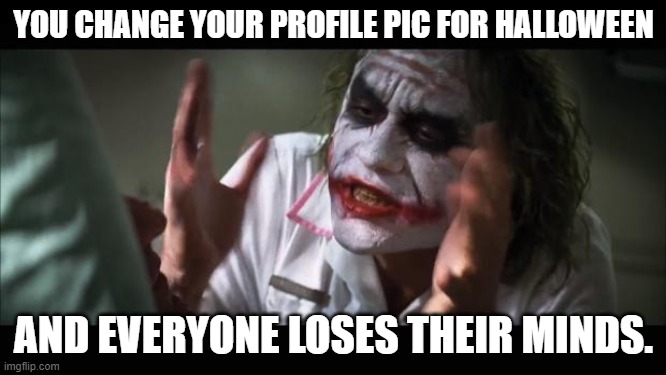 YOU CHANGE YOUR PROFILE PIC FOR HALLOWEEN
AND EVERYONE LOSES THEIR MINDS.
imgflip.com